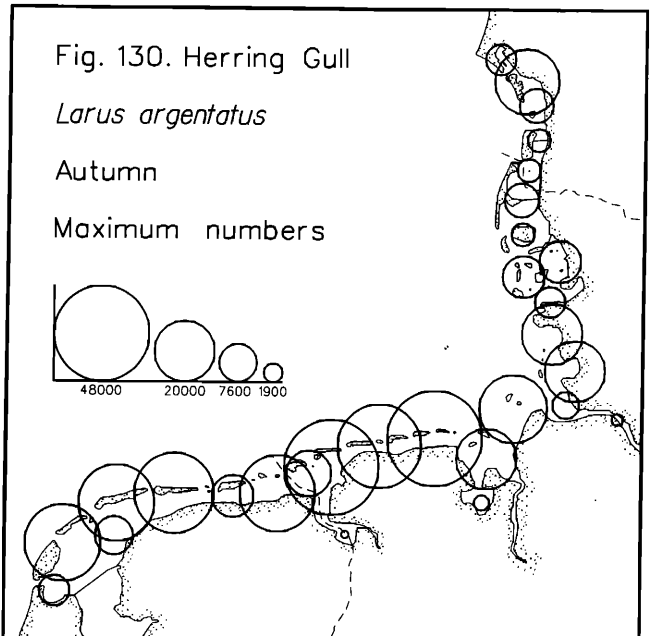 Fig. 130. Herring Gull
Larus argentatus
Autumn
Maximum numbers
48000 20000 7600 1900